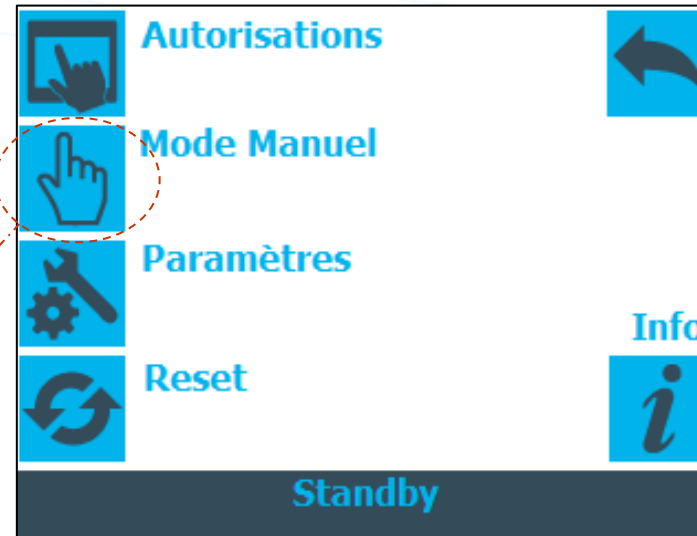 Autorisations
Mode Manuel
Paramètres
Info
Reset
Standby